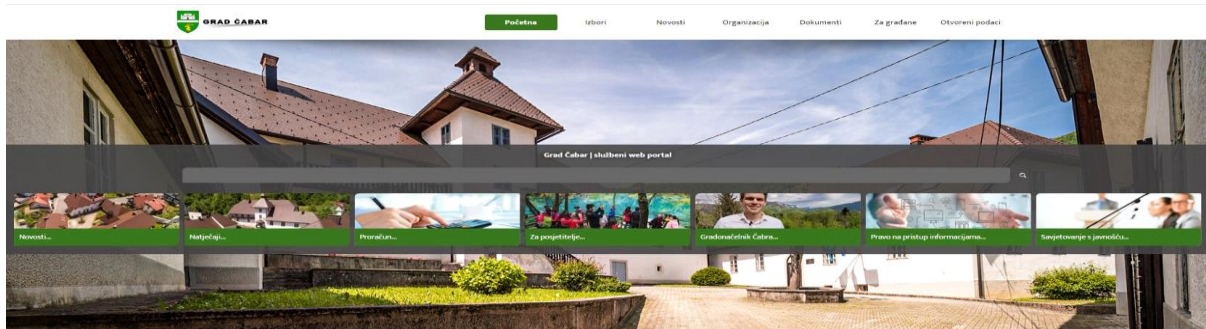 GRAD ČABAR
Početna
Izbori
Novosti
Organizacija
Dokumenti
Za građane
Otvoreni podaci
Grad Čabar | službeni web portal
Novosti...
Natječaji...
Proračun...
Za posjetitelje...
Gradonačelnik Čabra...
Pravo na pristup informacijama...
Savjetovanje s javnošću...